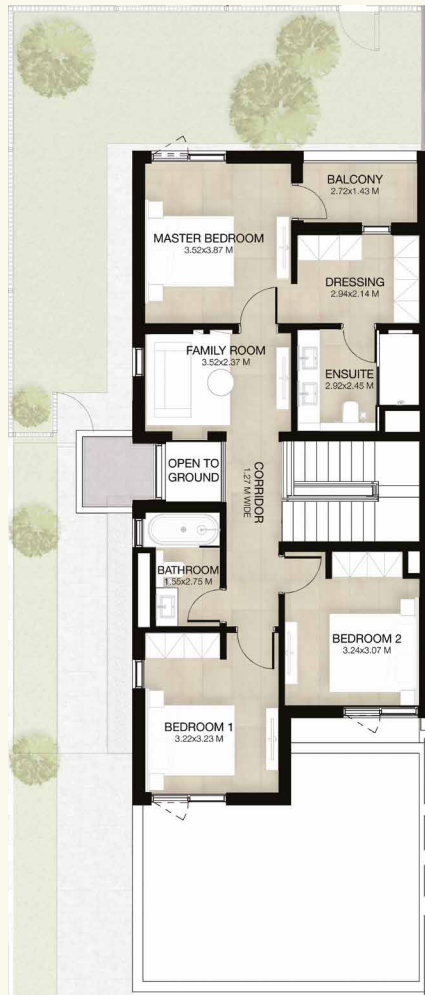 BALCONY
2.72x1.43 M
MASTER BEDROOM
3.52x3.87 M
DRESSING
2.94x2.14 M
FAMILY ROOM
3.52x2.37 M
ENSUITE
2.92x2.45 M
OPEN TO
GROUND
CORRIDOR
1.27 M WIDE
BATHROOM
1.55x2.75 M
BEDROOM 2
3.24x3.07 M
BEDROOM 1
3.22x3.23 M